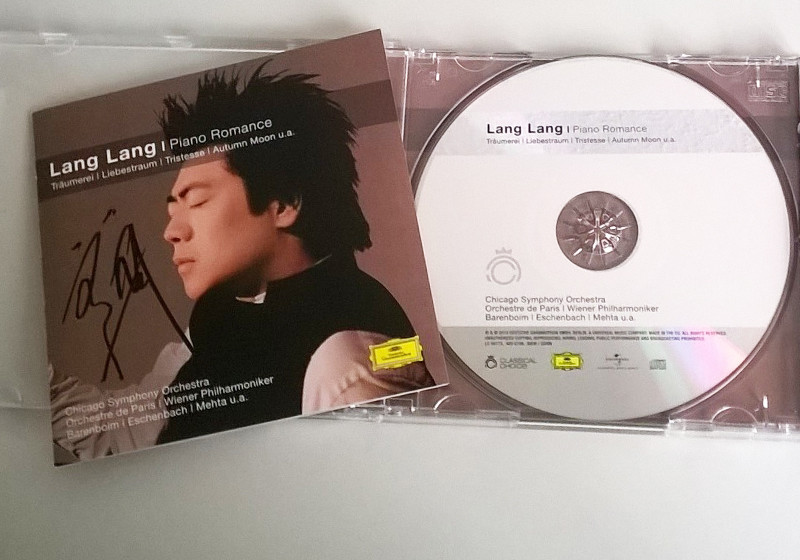 Lang Lang | Piano Romance
Träumerei | Liebestraum | Tristesse | Autumn Moon u.a.
Chicago Symphony Orchestra
Orchestre de Paris | Wiener Philharmoniker
Barenboim | Eschenbach | Mehta u.a.
Lang Lang | Piano Romance
Träumerei | Liebestraum | Tristesse | Autumn Moon u.a.
Chicago Symphony Orchestra
Orchestre de Paris | Wiener Philharmoniker
Barenboim | Eschenbach | Mehta u.a.
CLASSICAL
CHOICE